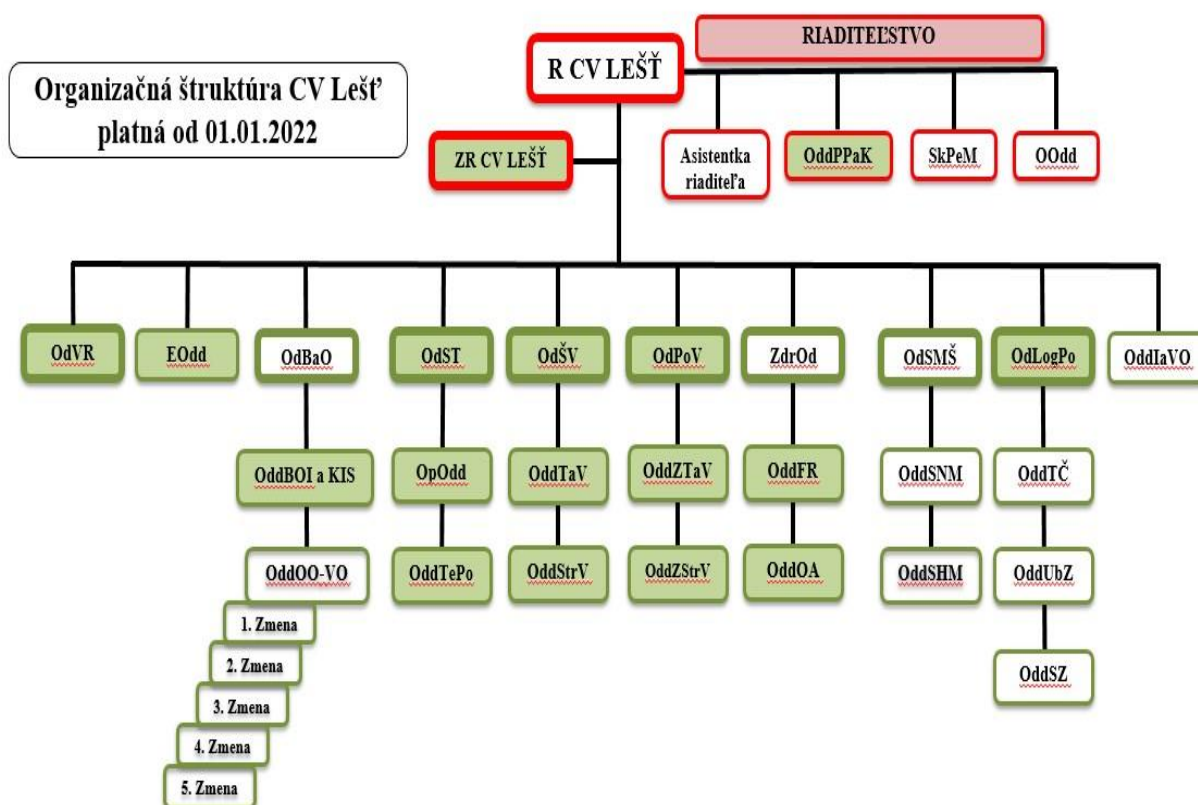 RIADITEĽSTVO
R CV LEŠŤ
Organizačná štruktúra CV Lešť
platná od 01.01.2022
ZR CV LEŠŤ
Asistentka
riaditeľa
OddPPaK
SkPeM
OOdd
OdVR
EOdd
OdBaO
OdST
OdŠV
OdPoV
ZdrOd
OdSMŠ
OdLogPo
OddIaVO
OddBOI a KIS
OpOdd
OddTaV
OddZTaV
OddFR
OddSNM
OddTČ
OddOO-VO
OddTePo
OddStrV
OddZStrV
OddOA
OddSHM
OddUbZ
1. Zmena
2. Zmena
OddSZ
3. Zmena
4. Zmena
5. Zmena